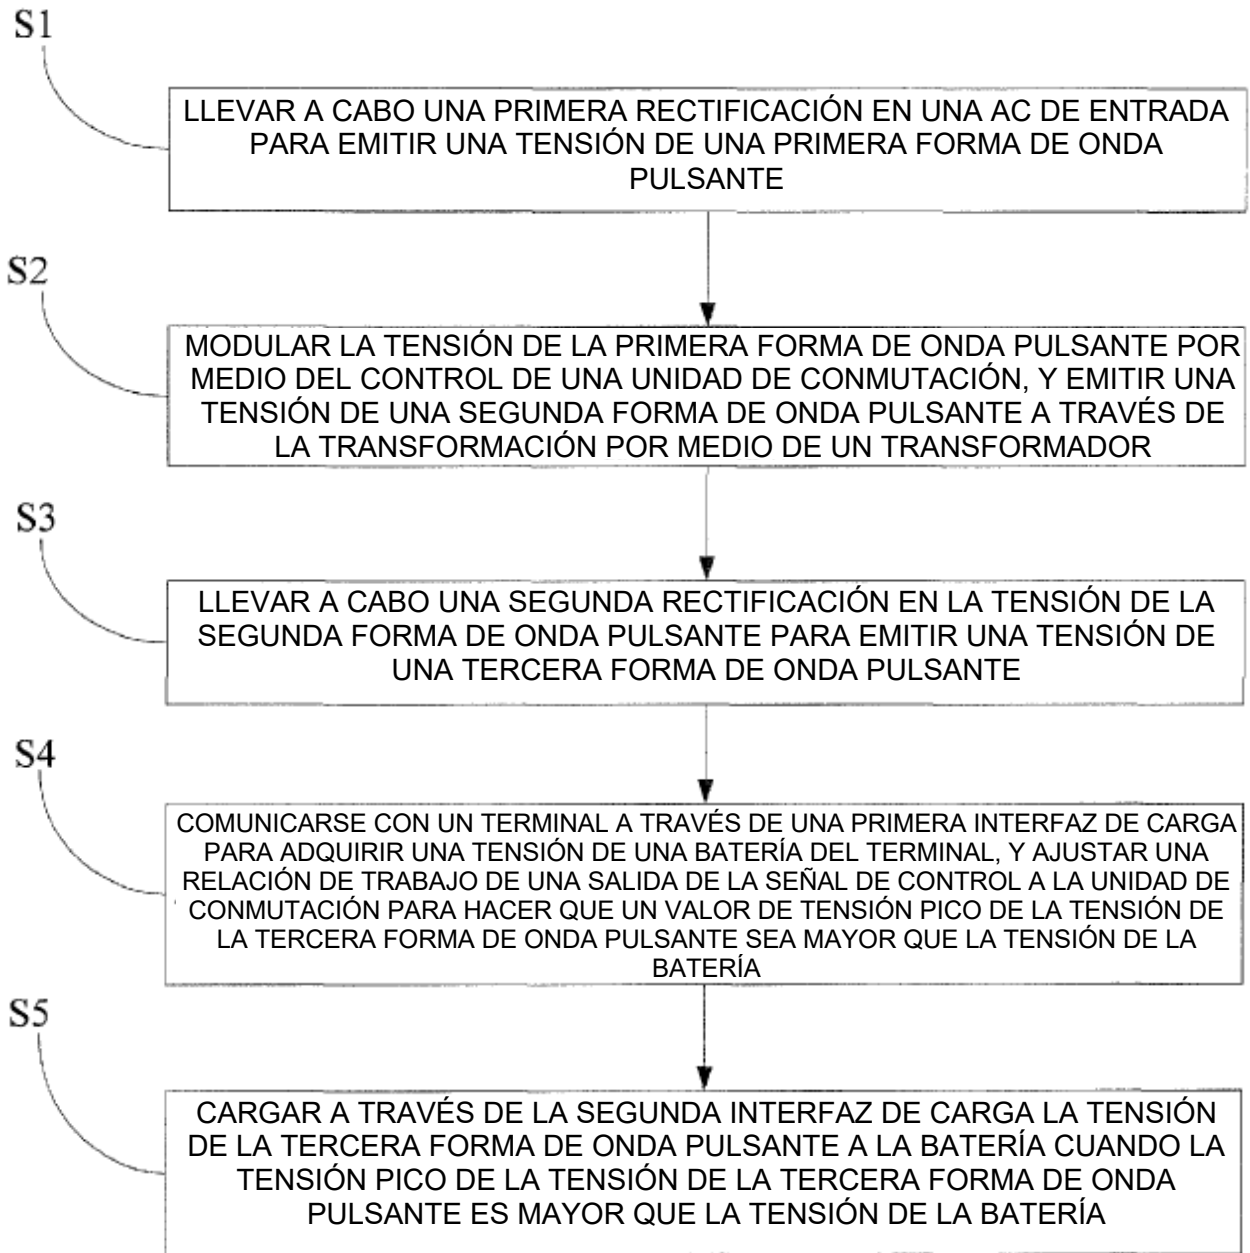 S1
LLEVAR A CABO UNA PRIMERA RECTIFICACIÓN EN UNA AC DE ENTRADA
PARA EMITIR UNA TENSIÓN DE UNA PRIMERA FORMA DE ONDA
PULSANTE
S2
MODULAR LA TENSIÓN DE LA PRIMERA FORMA DE ONDA PULSANTE POR
MEDIO DEL CONTROL DE UNA UNIDAD DE CONMUTACIÓN, Y EMITIR UNA
TENSIÓN DE UNA SEGUNDA FORMA DE ONDA PULSANTE A TRAVÉS DE
LA TRANSFORMACIÓN POR MEDIO DE UN TRANSFORMADOR
S3
LLEVAR A CABO UNA SEGUNDA RECTIFICACIÓN EN LA TENSIÓN DE LA
SEGUNDA FORMA DE ONDA PULSANTE PARA EMITIR UNA TENSIÓN DE
UNA TERCERA FORMA DE ONDA PULSANTE
S4
COMUNICARSE CON UN TERMINAL A TRAVÉS DE UNA PRIMERA INTERFAZ DE CARGA
PARA ADQUIRIR UNA TENSIÓN DE UNA BATERÍA DEL TERMINAL, Y AJUSTAR UNA
RELACIÓN DE TRABAJO DE UNA SALIDA DE LA SEÑAL DE CONTROL A LA UNIDAD DE
CONMUTACIÓN PARA HACER QUE UN VALOR DE TENSIÓN PICO DE LA TENSIÓN DE
LA TERCERA FORMA DE ONDA PULSANTE SEA MAYOR QUE LA TENSIÓN DE LA
BATERÍA
S5
CARGAR A TRAVÉS DE LA SEGUNDA INTERFAZ DE CARGA LA TENSIÓN
DE LA TERCERA FORMA DE ONDA PULSANTE A LA BATERÍA CUANDO LA
TENSIÓN PICO DE LA TENSIÓN DE LA TERCERA FORMA DE ONDA
PULSANTE ES MAYOR QUE LA TENSIÓN DE LA BATERÍA